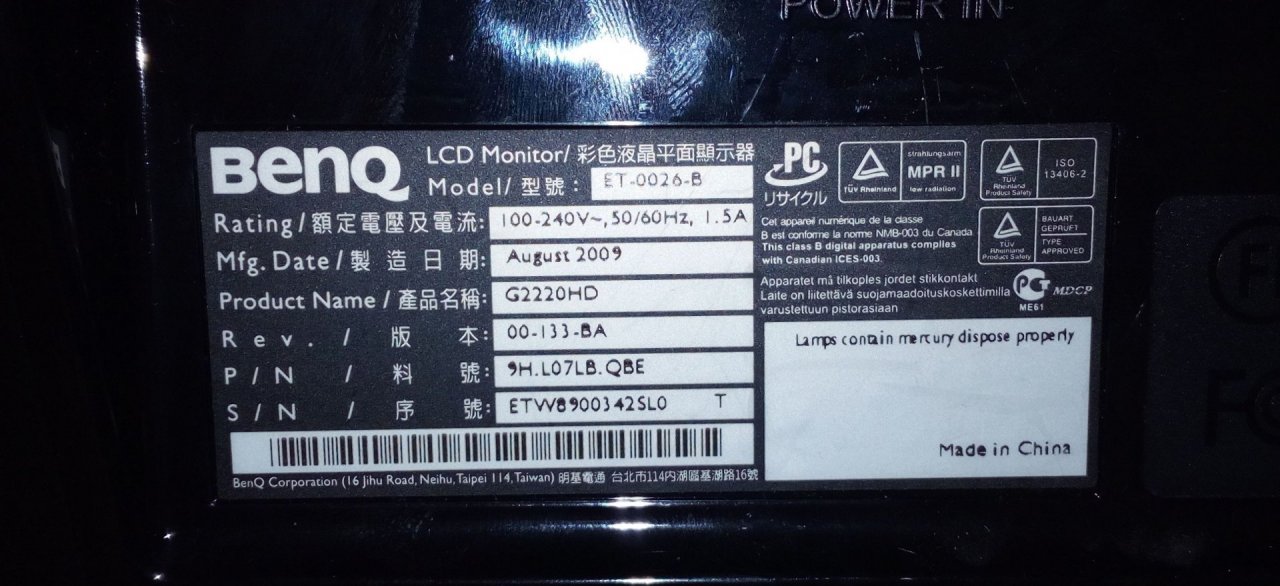 POWER IN
BenQ
LCD Monitor/彩色液晶平面顯示器
Model/型號: ET-0026-B
Rating/額定電壓及電流: 100-240V~, 50/60Hz, 1.5A
Mfg. Date/製造日期: August 2009
Product Name/產品名稱: G2220HD
Rev./版本: 00-133-BA
P/N/料號: 9H.L07LB.QBE
S/N/序號: ETW8900342SL0 T
BenQ Corporation (16 Jihu Road, Neihu, Taipei 114, Taiwan) 明基電通 台北市114內湖區基湖路16號
PC
リサイクル
TÜV Rheinland
strahlungsarm
MPR II
low radiation
TÜV
Rheinland
Product Safety
ISO
13406-2
Cet appareil numérique de la classe
B est conforme la norme NMB-003 du Canada
This class B digital apparatus complies
with Canadian ICES-003.
TÜV
Rheinland
Product Safety
BAUART
GEPRUFT
TYPE
APPROVED
Apparatet må tilkoples jordet stikkontakt
Laite on liitettävä suojamaadoituskoskettimilla
varustettuun pistorasiaan
ME61
MDCP
Lamps contain mercury dispose properly
Made in China